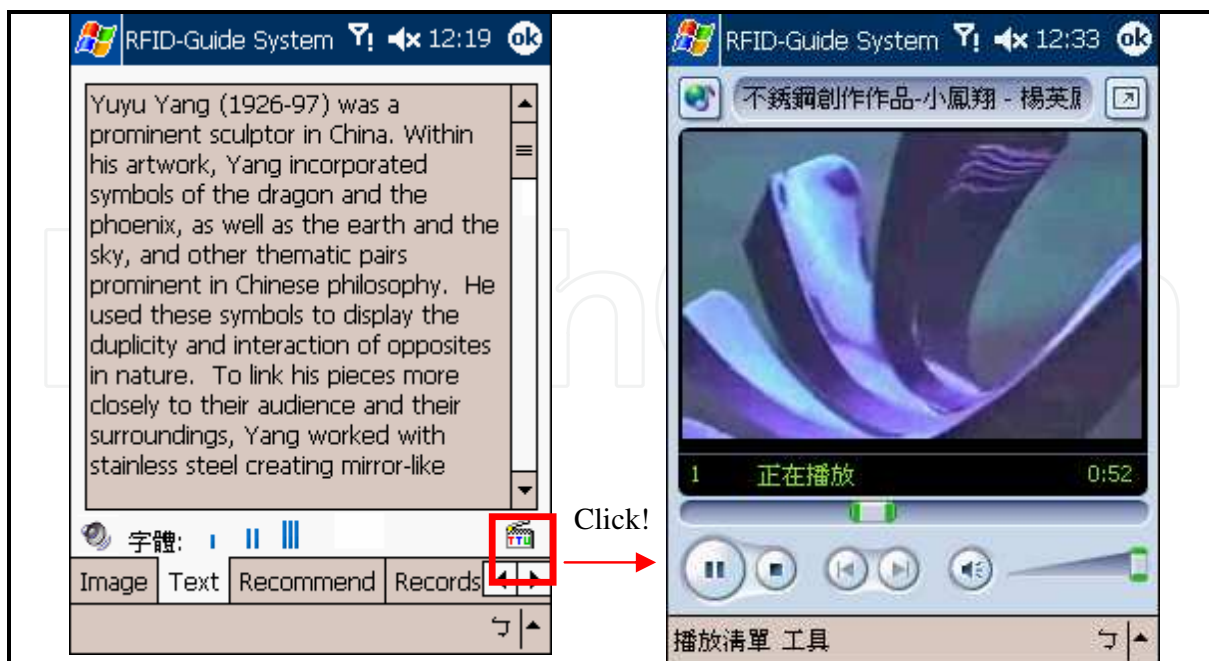 RFID-Guide System 12:19 ok
Yuyu Yang (1926-97) was a
prominent sculptor in China. Within
his artwork, Yang incorporated
symbols of the dragon and the
phoenix, as well as the earth and the
sky, and other thematic pairs
prominent in Chinese philosophy. He
used these symbols to display the
duplicity and interaction of opposites
in nature. To link his pieces more
closely to their audience and their
surroundings, Yang worked with
stainless steel creating mirror-like
字體:
TTU
Image Text Recommend Records
ㄅ
Click!
RFID-Guide System 12:33 ok
不銹鋼創作作品-小鳳翔 - 楊英
1 正在播放 0:52
播放清單 工具
ㄅ